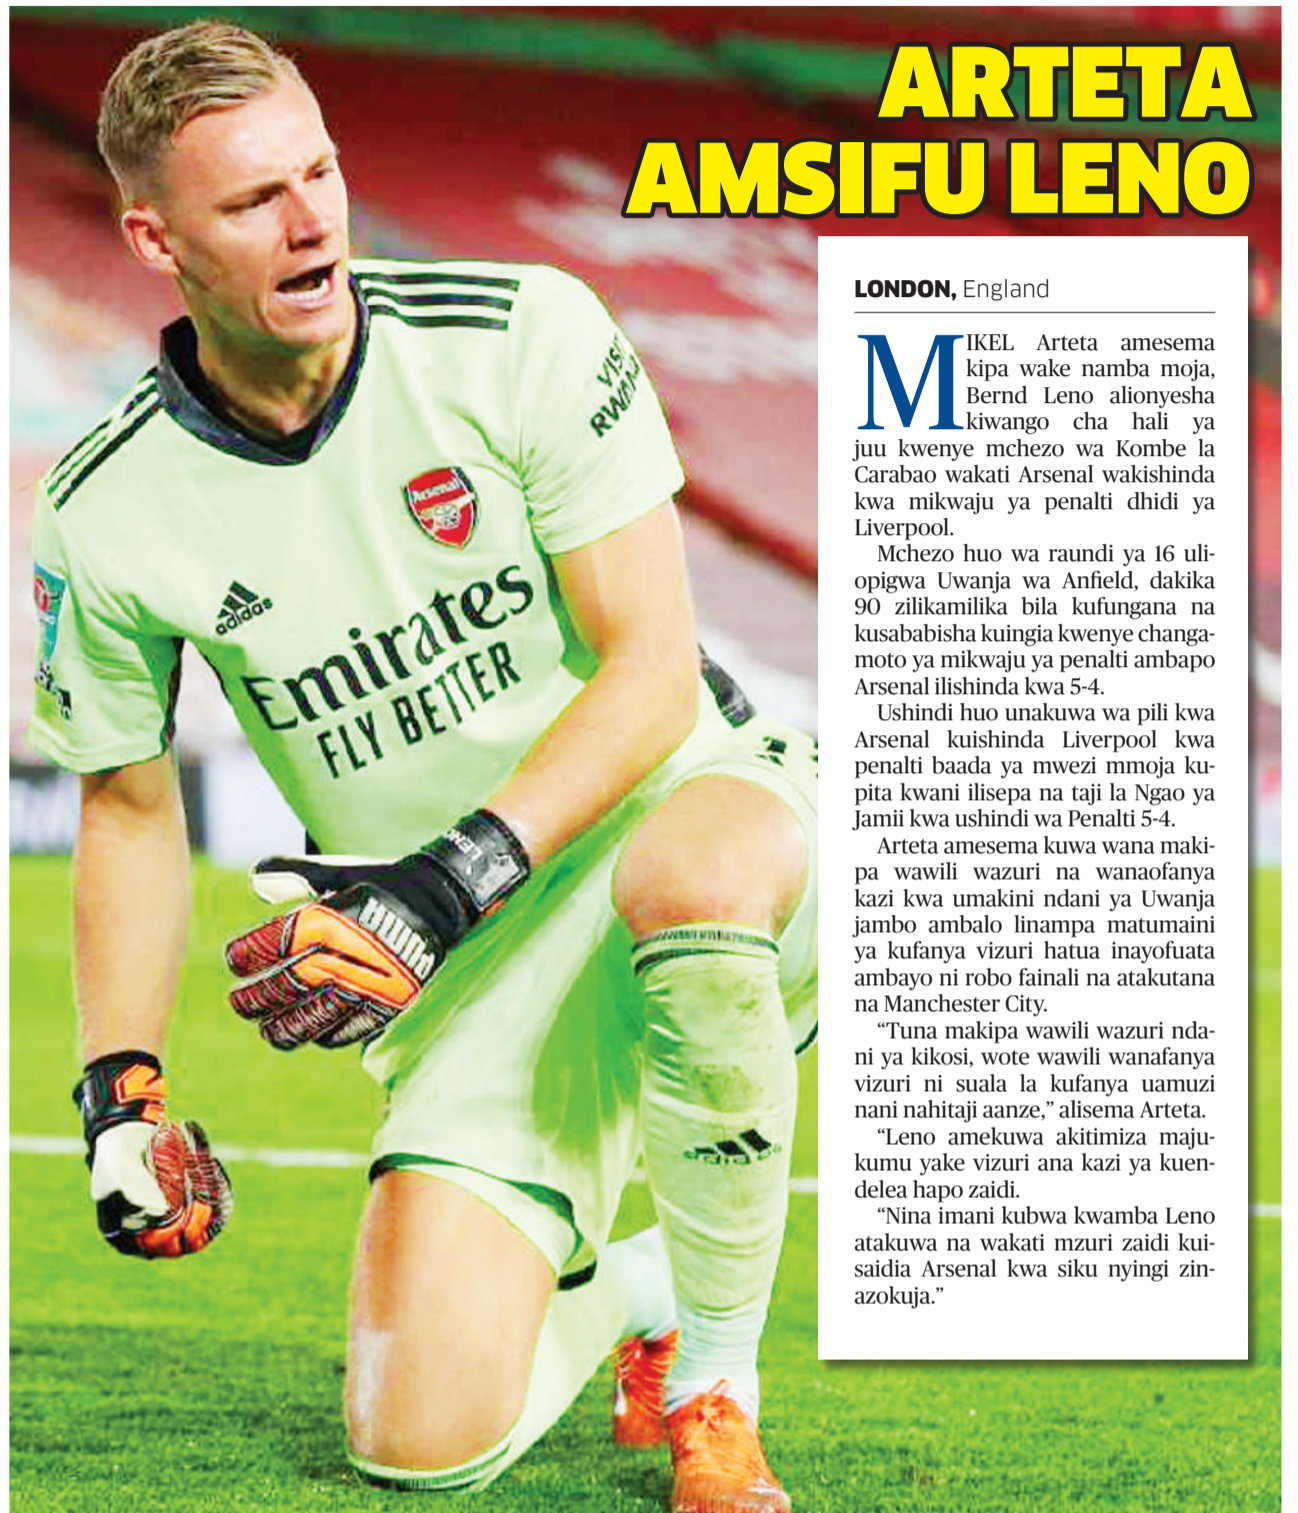 ARTETA
AMSIFU LENO
LONDON, England
MIKEL Arteta amesema
kipa wake namba moja,
Bernd Leno alionyesha
kiwango cha hali ya
juu kwenye mchezo wa Kombe la
Carabao wakati Arsenal wakishinda
kwa mikwaju ya penalti dhidi ya
Liverpool.
Mchezo huo wa raundi ya 16 uli-
opigwa Uwanja wa Anfield, dakika
90 zilikamilika bila kufungana na
kusababisha kuingia kwenye changa-
moto ya mikwaju ya penalti ambapo
Arsenal ilishinda kwa 5-4.
Ushindi huo unakuwa wa pili kwa
Arsenal kuishinda Liverpool kwa
penalti baada ya mwezi mmoja ku-
pita kwani ilisepa na taji la Ngao ya
Jamii kwa ushindi wa Penalti 5-4.
Arteta amesema kuwa wana maki-
pa wawili wazuri na wanaofanya
kazi kwa umakini ndani ya Uwanja
jambo ambalo linampa matumaini
ya kufanya vizuri hatua inayofuata
ambayo ni robo fainali na atakutana
na Manchester City.
“Tuna makipa wawili wazuri nda-
ni ya kikosi, wote wawili wanafanya
vizuri ni suala la kufanya uamuzi
nani nahitaji aanze,” alisema Arteta.
“Leno amekuwa akitimiza maju-
kumu yake vizuri ana kazi ya kuen-
delea hapo zaidi.
“Nina imani kubwa kwamba Leno
atakuwa na wakati mzuri zaidi kui-
saidia Arsenal kwa siku nyingi zin-
azokuja.”
VISIT
RWANDA
Arsenal
adidas
Emirates
FLY BETTER
LENO
PUMA
adidas